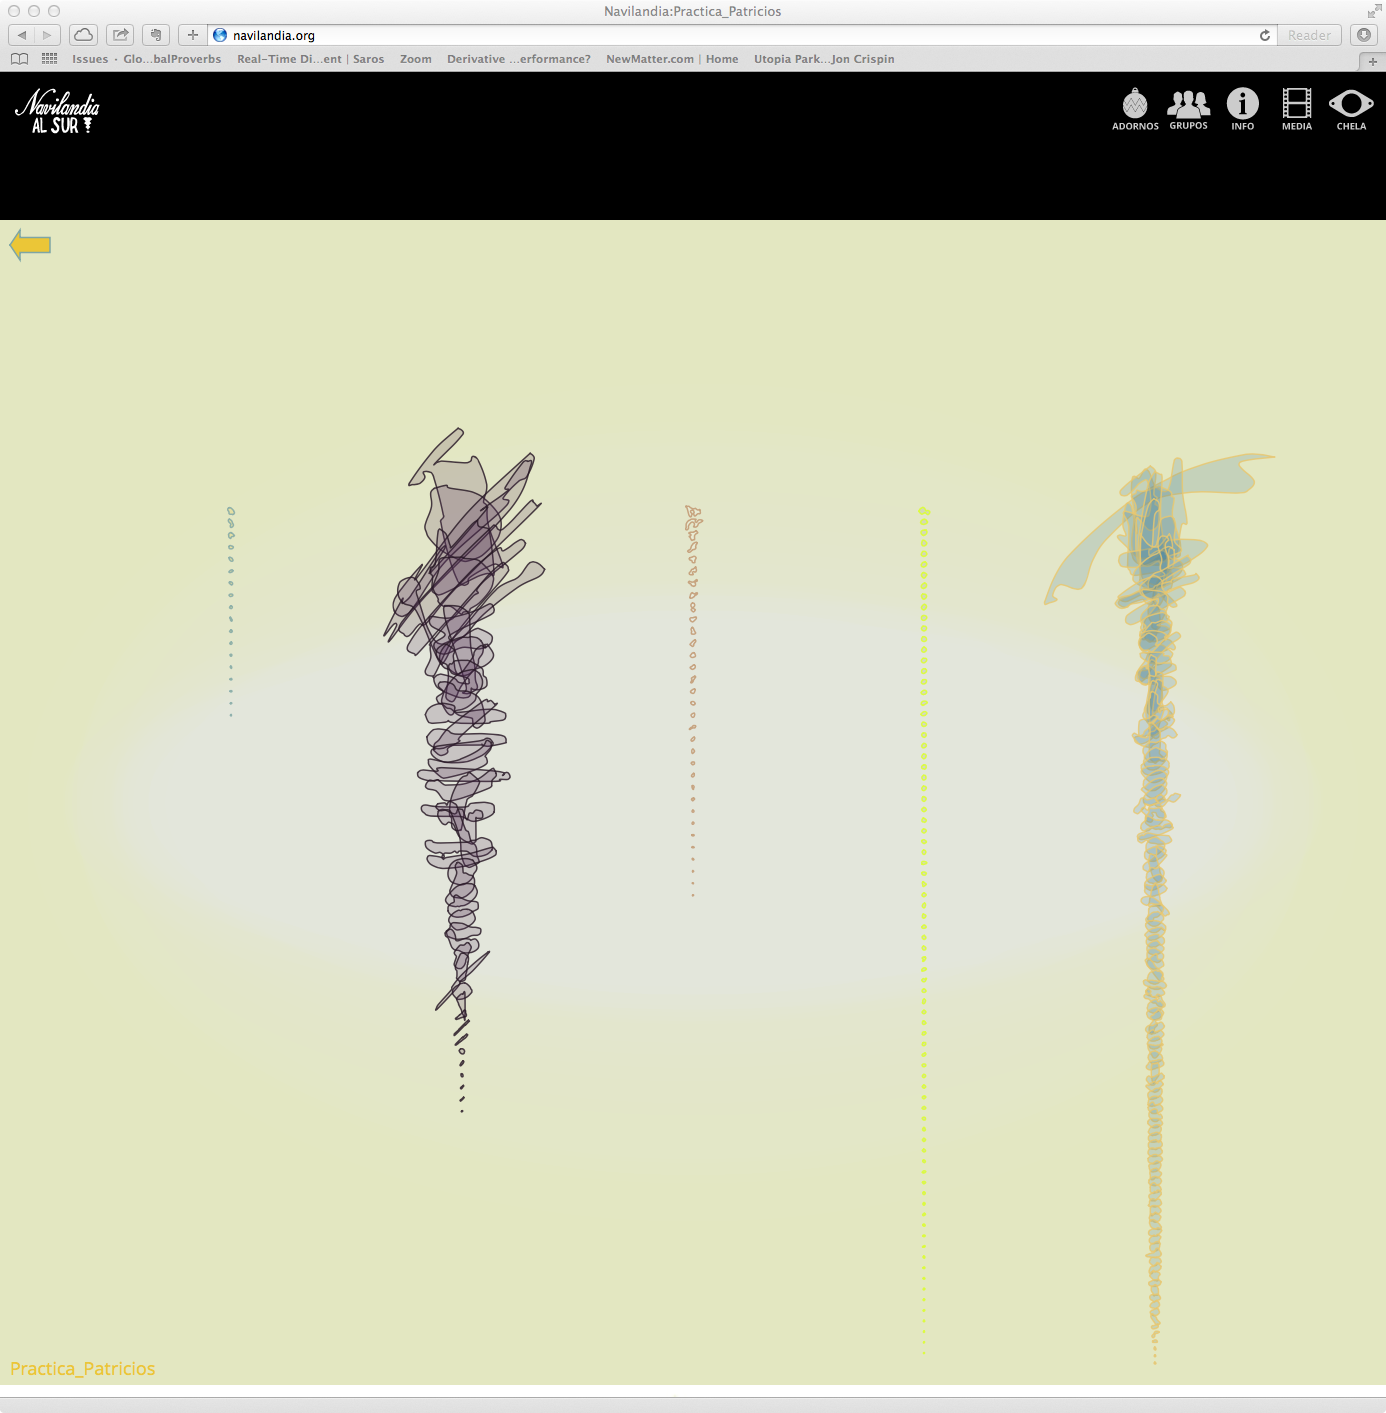 Navilandia:Practica_Patricios
navilandia.org
Reader
Issues · Glo...balProverbs
Real-Time Di...ent | Saros
Zoom
Derivative ...erformance?
NewMatter.com | Home
Utopia Park...Jon Crispin
Navilandia
AL SUR
ADORNOS
GRUPOS
INFO
MEDIA
CHELA
Practica_Patricios